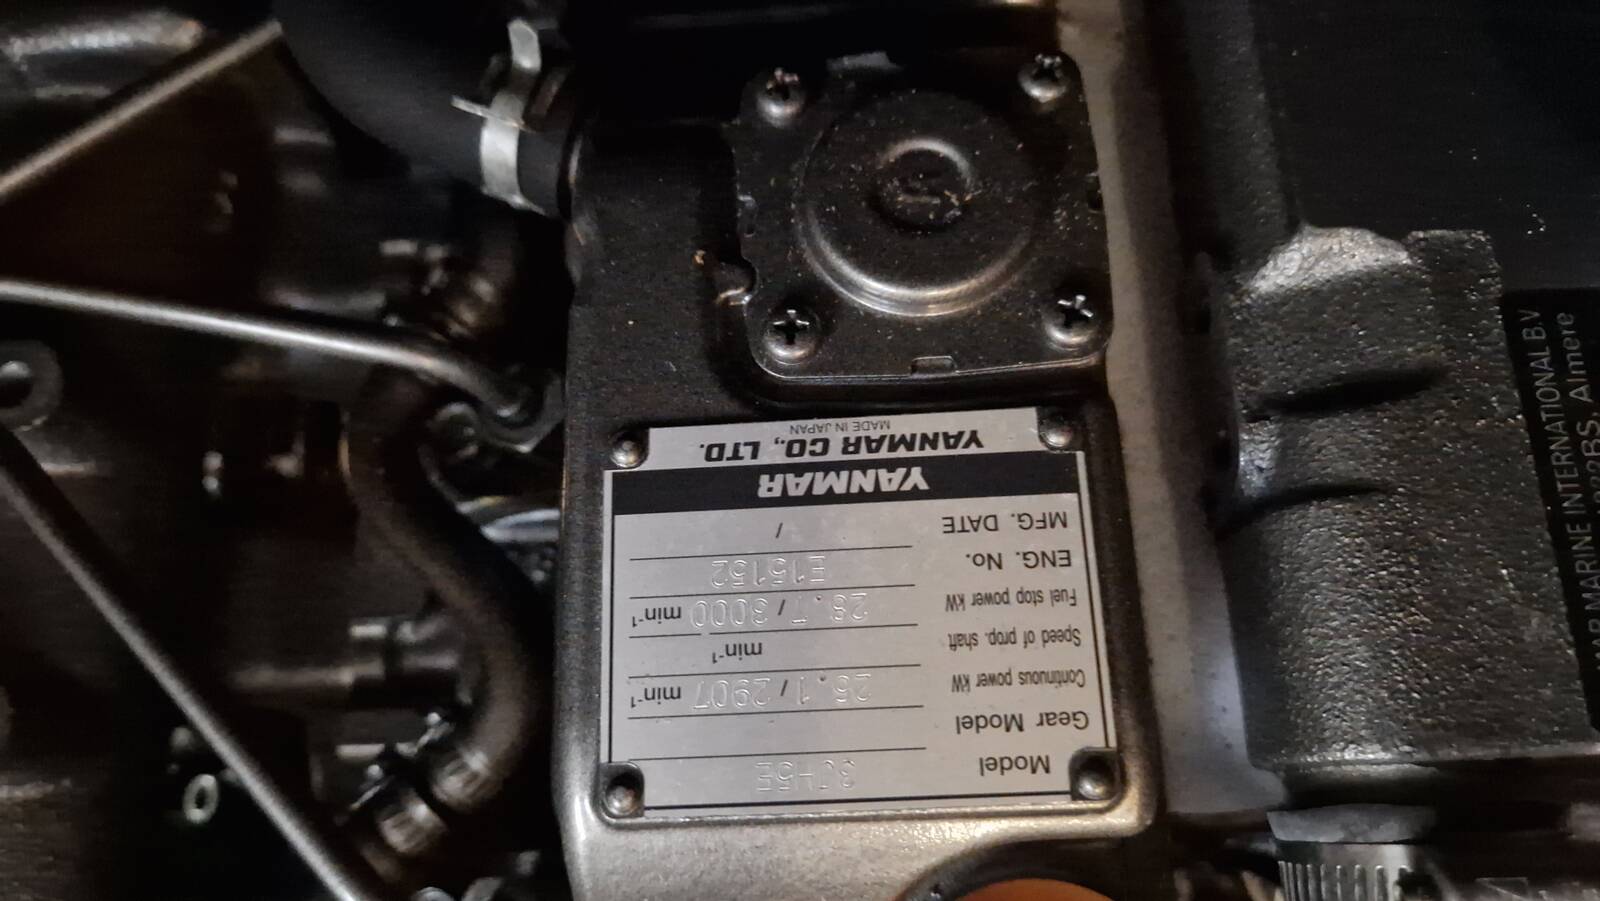 Model 3JH5E
Gear Model
Continuous power kW 25.1 / 2907 min-1
Speed of prop. shaft min-1
Fuel stop power kW 28.7 / 3000 min-1
ENG. No. E15152
MFG. DATE /
YANMAR
YANMAR CO., LTD.
MADE IN JAPAN
MARINE INTERNATIONAL B.V
Almere